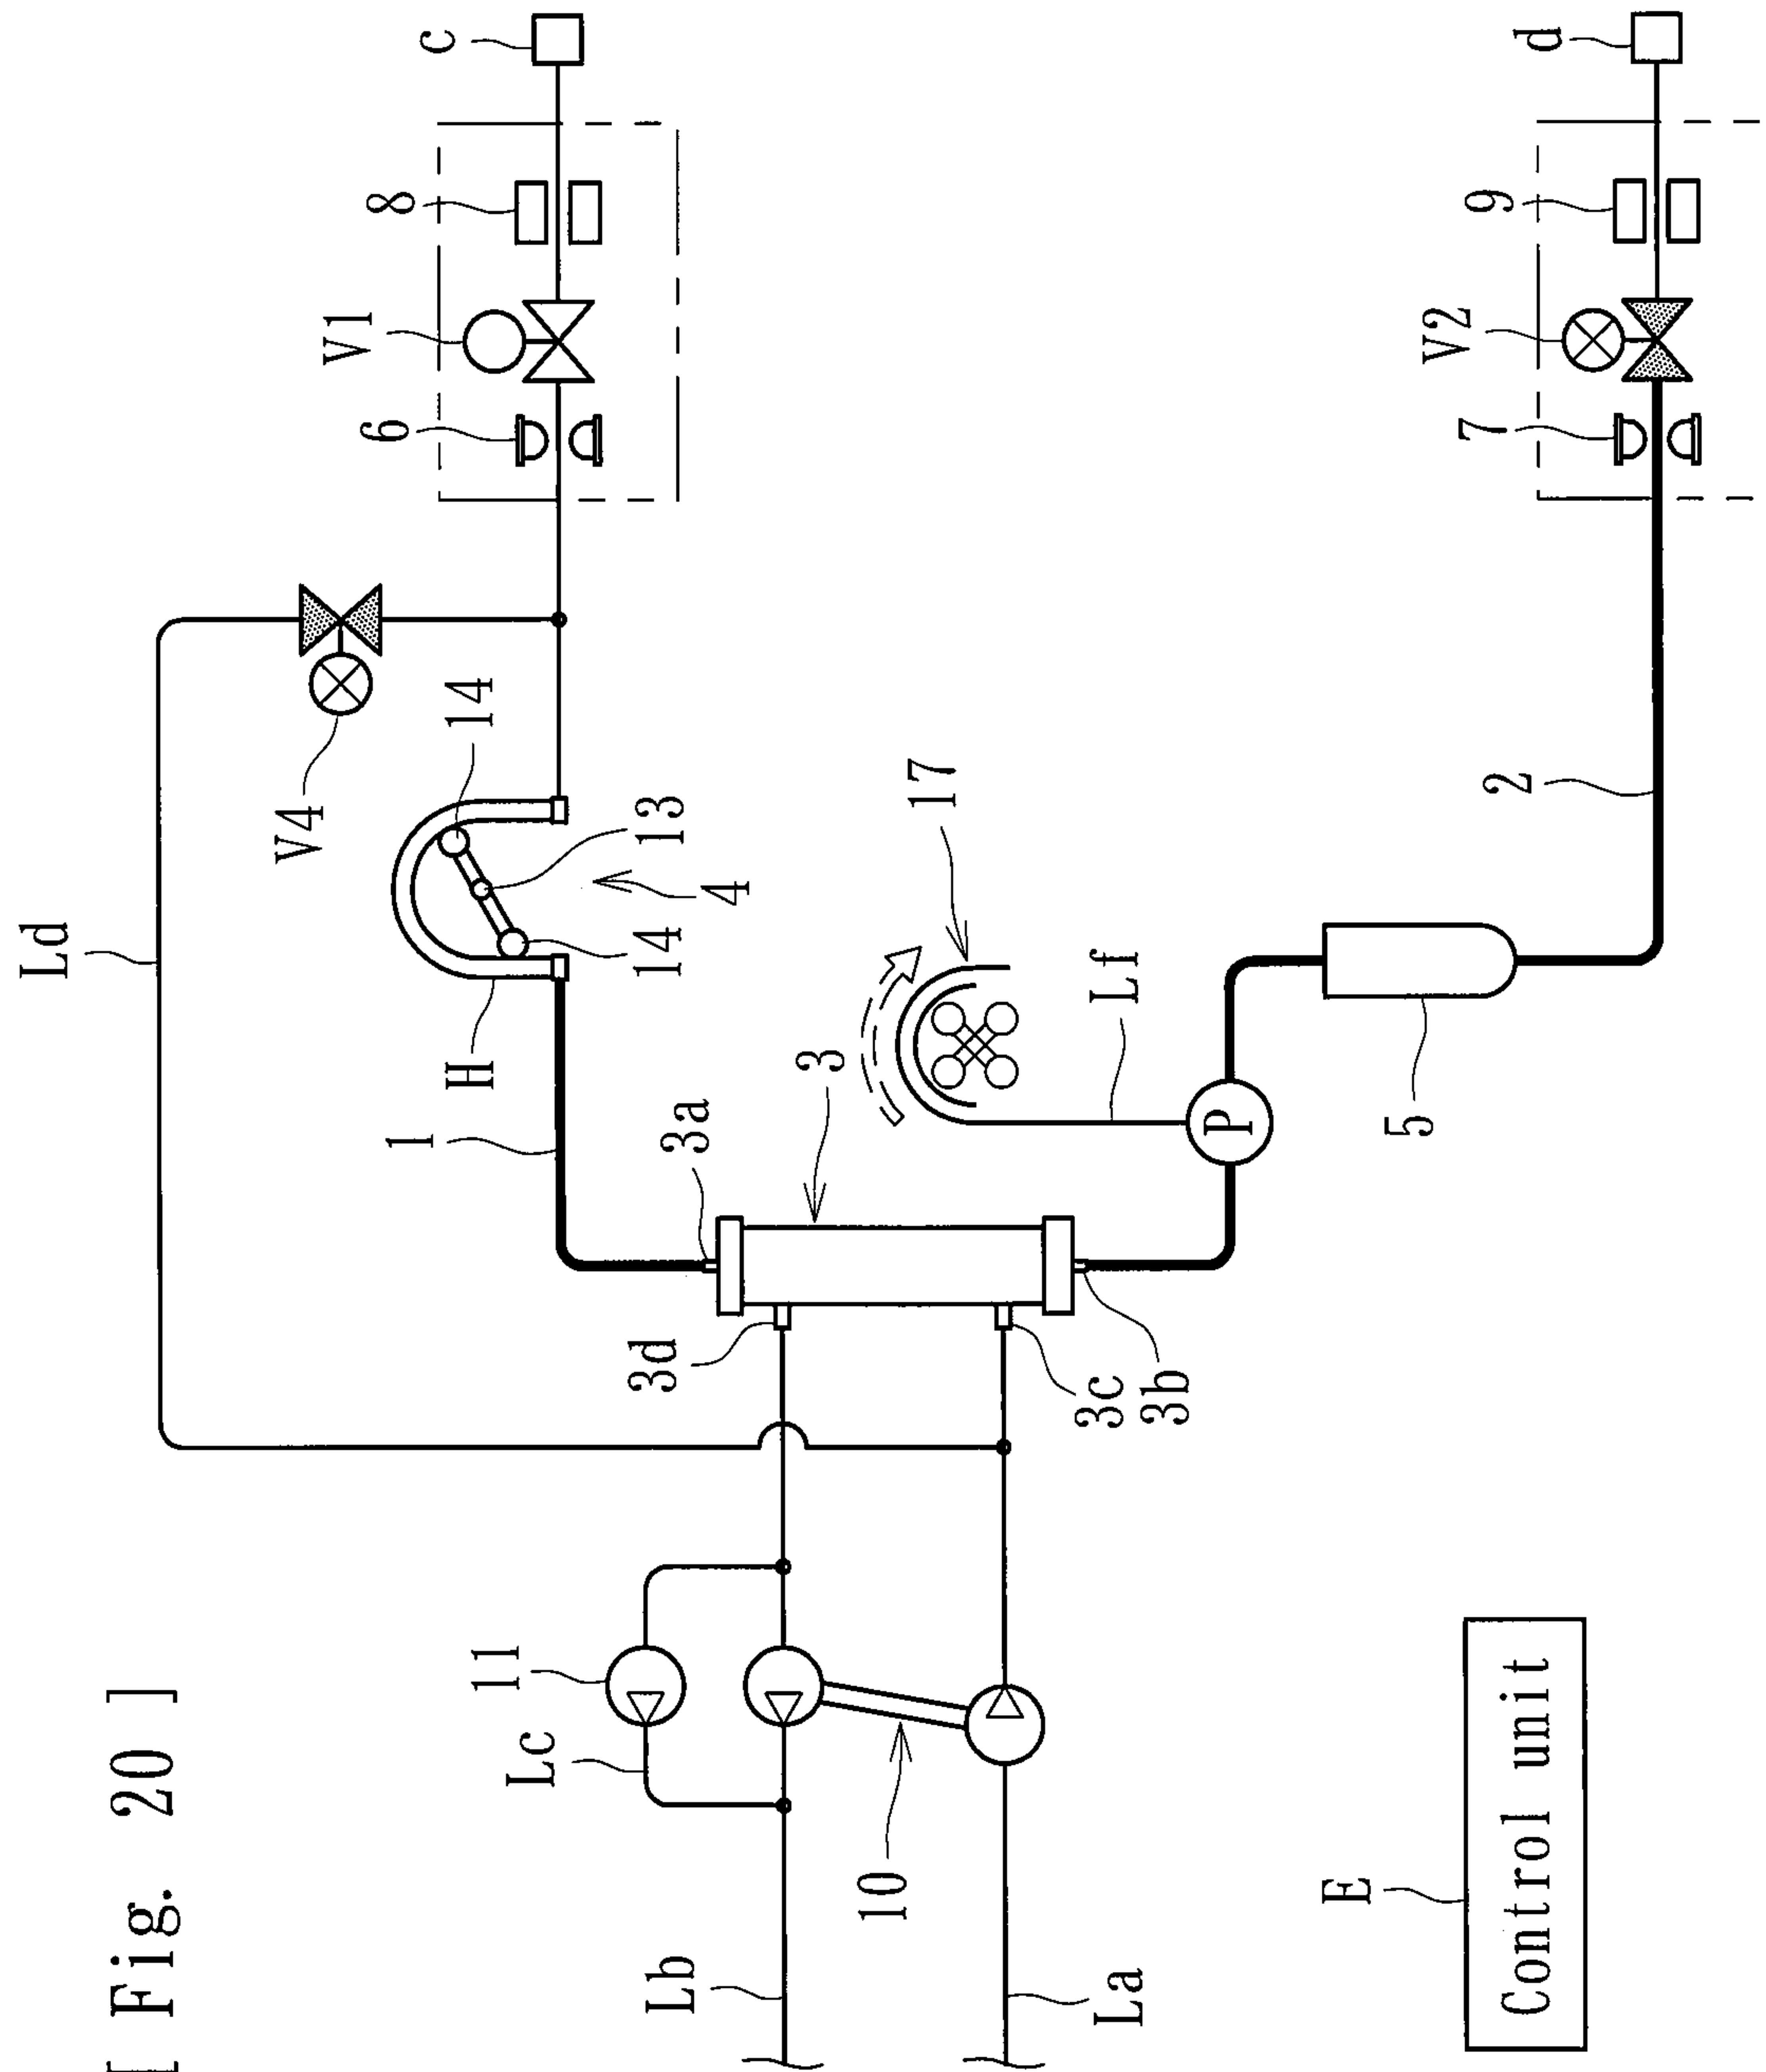 [ Fig. 20 ]
Ld
V4
14
H
13
4
14
1
V1
6
8
c
3a
3
17
Lf
P
5
2
V2
7
9
d
3d
3c
3b
11
Lc
10
Lb
La
E
Control unit